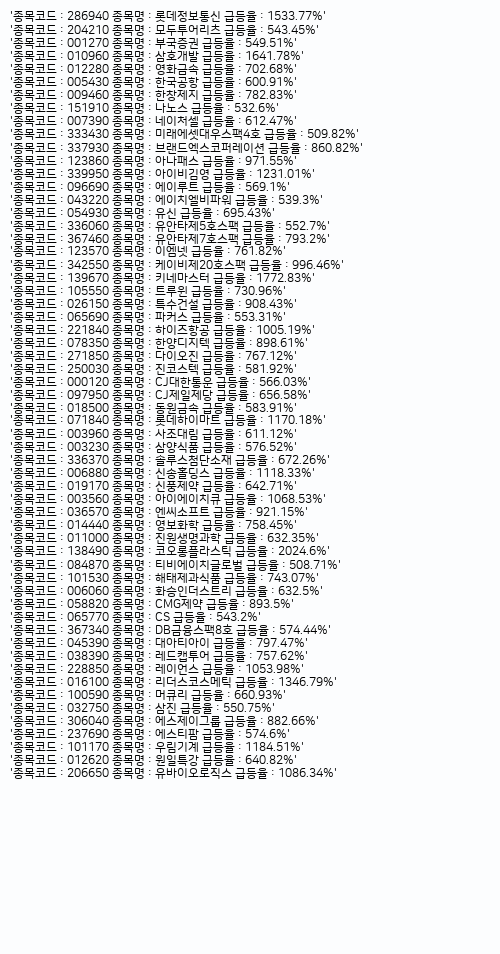 '종목코드 : 286940 종목명 : 롯데정보통신 급등율 : 1533.77%'
'종목코드 : 204210 종목명 : 모두투어리츠 급등율 : 543.45%'
'종목코드 : 001270 종목명 : 부국증권 급등율 : 549.51%'
'종목코드 : 010960 종목명 : 삼호개발 급등율 : 1641.78%'
'종목코드 : 012280 종목명 : 영화금속 급등율 : 702.68%'
'종목코드 : 005430 종목명 : 한국공항 급등율 : 600.91%'
'종목코드 : 009460 종목명 : 한창제지 급등율 : 782.83%'
'종목코드 : 151910 종목명 : 나노스 급등율 : 532.6%'
'종목코드 : 007390 종목명 : 네이처셀 급등율 : 612.47%'
'종목코드 : 333430 종목명 : 미래에셋대우스팩4호 급등율 : 509.82%'
'종목코드 : 337930 종목명 : 브랜드엑스코퍼레이션 급등율 : 860.82%'
'종목코드 : 123860 종목명 : 아나패스 급등율 : 971.55%'
'종목코드 : 339950 종목명 : 아이비김영 급등율 : 1231.01%'
'종목코드 : 096690 종목명 : 에이루트 급등율 : 569.1%'
'종목코드 : 043220 종목명 : 에이치엘비파워 급등율 : 539.3%'
'종목코드 : 054930 종목명 : 유신 급등율 : 695.43%'
'종목코드 : 336060 종목명 : 유안타제5호스팩 급등율 : 552.7%'
'종목코드 : 367460 종목명 : 유안타제7호스팩 급등율 : 793.2%'
'종목코드 : 123570 종목명 : 이엠넷 급등율 : 761.82%'
'종목코드 : 342550 종목명 : 케이비제20호스팩 급등율 : 996.46%'
'종목코드 : 139670 종목명 : 키네마스터 급등율 : 1772.83%'
'종목코드 : 105550 종목명 : 트루윈 급등율 : 730.96%'
'종목코드 : 026150 종목명 : 특수건설 급등율 : 908.43%'
'종목코드 : 065690 종목명 : 파커스 급등율 : 553.31%'
'종목코드 : 221840 종목명 : 하이즈항공 급등율 : 1005.19%'
'종목코드 : 078350 종목명 : 한양디지텍 급등율 : 898.61%'
'종목코드 : 271850 종목명 : 다이오진 급등율 : 767.12%'
'종목코드 : 250030 종목명 : 진코스텍 급등율 : 581.92%'
'종목코드 : 000120 종목명 : CJ대한통운 급등율 : 566.03%'
'종목코드 : 097950 종목명 : CJ제일제당 급등율 : 656.58%'
'종목코드 : 018500 종목명 : 동원금속 급등율 : 583.91%'
'종목코드 : 071840 종목명 : 롯데하이마트 급등율 : 1170.18%'
'종목코드 : 003960 종목명 : 사조대림 급등율 : 611.12%'
'종목코드 : 003230 종목명 : 삼양식품 급등율 : 576.52%'
'종목코드 : 336370 종목명 : 솔루스첨단소재 급등율 : 672.26%'
'종목코드 : 006880 종목명 : 신송홀딩스 급등율 : 1118.33%'
'종목코드 : 019170 종목명 : 신풍제약 급등율 : 642.71%'
'종목코드 : 003560 종목명 : 아이에이치큐 급등율 : 1068.53%'
'종목코드 : 036570 종목명 : 엔씨소프트 급등율 : 921.15%'
'종목코드 : 014440 종목명 : 영보화학 급등율 : 758.45%'
'종목코드 : 011000 종목명 : 진원생명과학 급등율 : 632.35%'
'종목코드 : 138490 종목명 : 코오롱플라스틱 급등율 : 2024.6%'
'종목코드 : 084870 종목명 : 티비에이치글로벌 급등율 : 508.71%'
'종목코드 : 101530 종목명 : 해태제과식품 급등율 : 743.07%'
'종목코드 : 006060 종목명 : 화승인더스트리 급등율 : 632.5%'
'종목코드 : 058820 종목명 : CMG제약 급등율 : 893.5%'
'종목코드 : 065770 종목명 : CS 급등율 : 543.2%'
'종목코드 : 367340 종목명 : DB금융스팩8호 급등율 : 574.44%'
'종목코드 : 045390 종목명 : 대아티아이 급등율 : 797.47%'
'종목코드 : 038390 종목명 : 레드캡투어 급등율 : 757.62%'
'종목코드 : 228850 종목명 : 레이언스 급등율 : 1053.98%'
'종목코드 : 016100 종목명 : 리더스코스메틱 급등율 : 1346.79%'
'종목코드 : 100590 종목명 : 머큐리 급등율 : 660.93%'
'종목코드 : 032750 종목명 : 삼진 급등율 : 550.75%'
'종목코드 : 306040 종목명 : 에스제이그룹 급등율 : 882.66%'
'종목코드 : 237690 종목명 : 에스티팜 급등율 : 574.6%'
'종목코드 : 101170 종목명 : 우림기계 급등율 : 1184.51%'
'종목코드 : 012620 종목명 : 원일특강 급등율 : 640.82%'
'종목코드 : 206650 종목명 : 유바이오로직스 급등율 : 1086.34%'